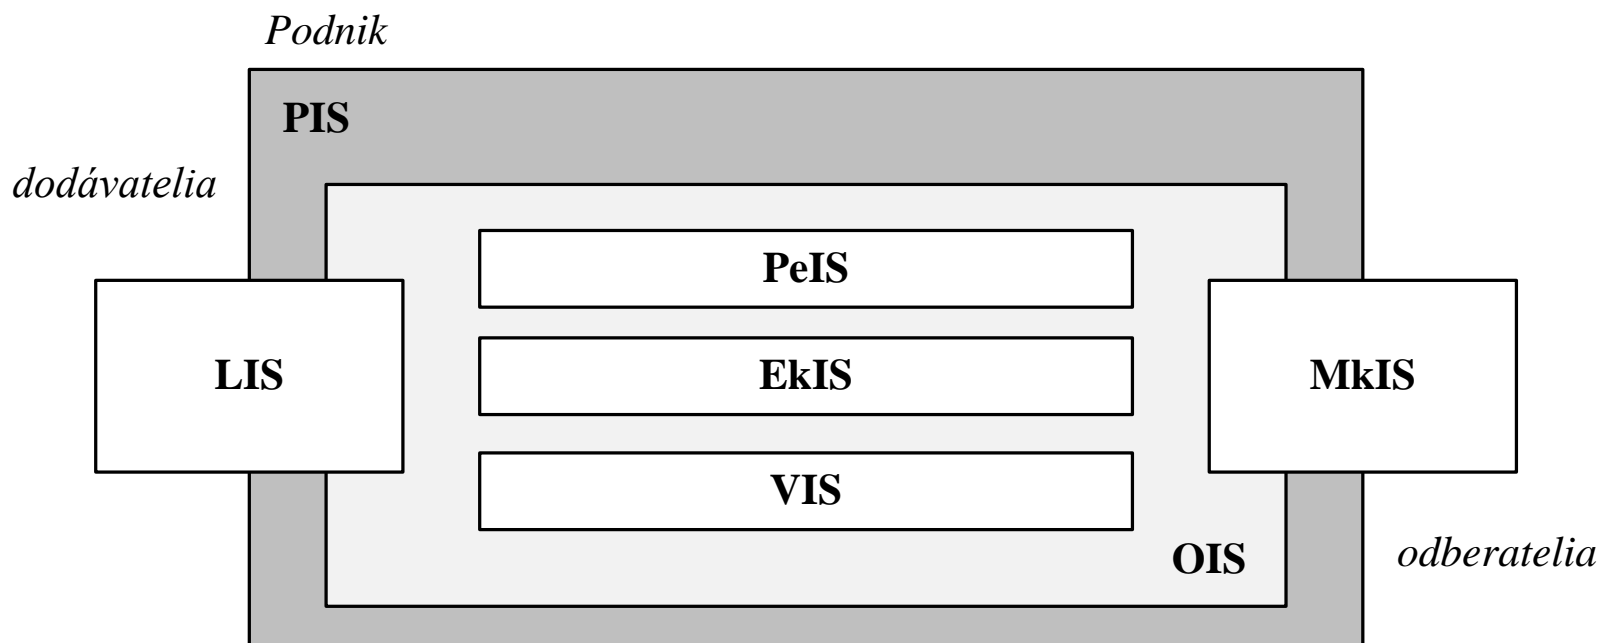 Podnik
PIS
dodávatelia
PeIS
LIS
EkIS
MkIS
VIS
OIS
odberatelia